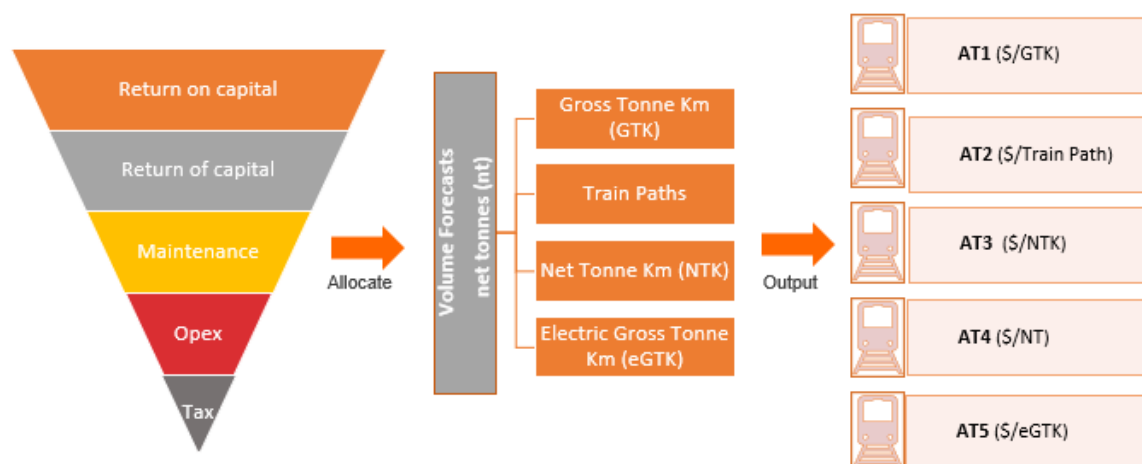 Return on capital
Return of capital
Maintenance
Opex
Tax
Allocate
Volume Forecasts
net tonnes (nt)
Gross Tonne Km
(GTK)
Train Paths
Net Tonne Km (NTK)
Electric Gross Tonne
Km (eGTK)
Output
AT1 ($/GTK)
AT2 ($/Train Path)
AT3 ($/NTK)
AT4 ($/NT)
AT5 ($/eGTK)